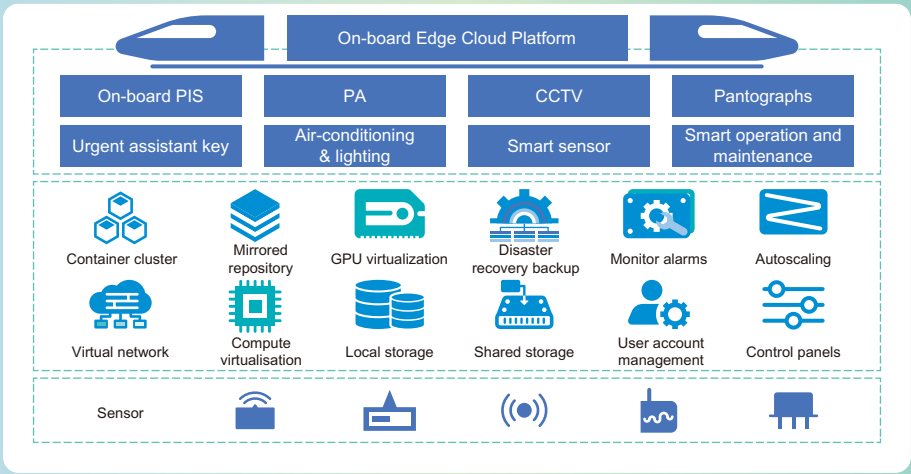 On-board Edge Cloud Platform
On-board PIS
PA
CCTV
Pantographs
Urgent assistant key
Air-conditioning
& lighting
Smart sensor
Smart operation and
maintenance
Container cluster
Mirrored
repository
GPU virtualization
Disaster
recovery backup
Monitor alarms
Autoscaling
Virtual network
Compute
virtualisation
Local storage
Shared storage
User account
management
Control panels
Sensor